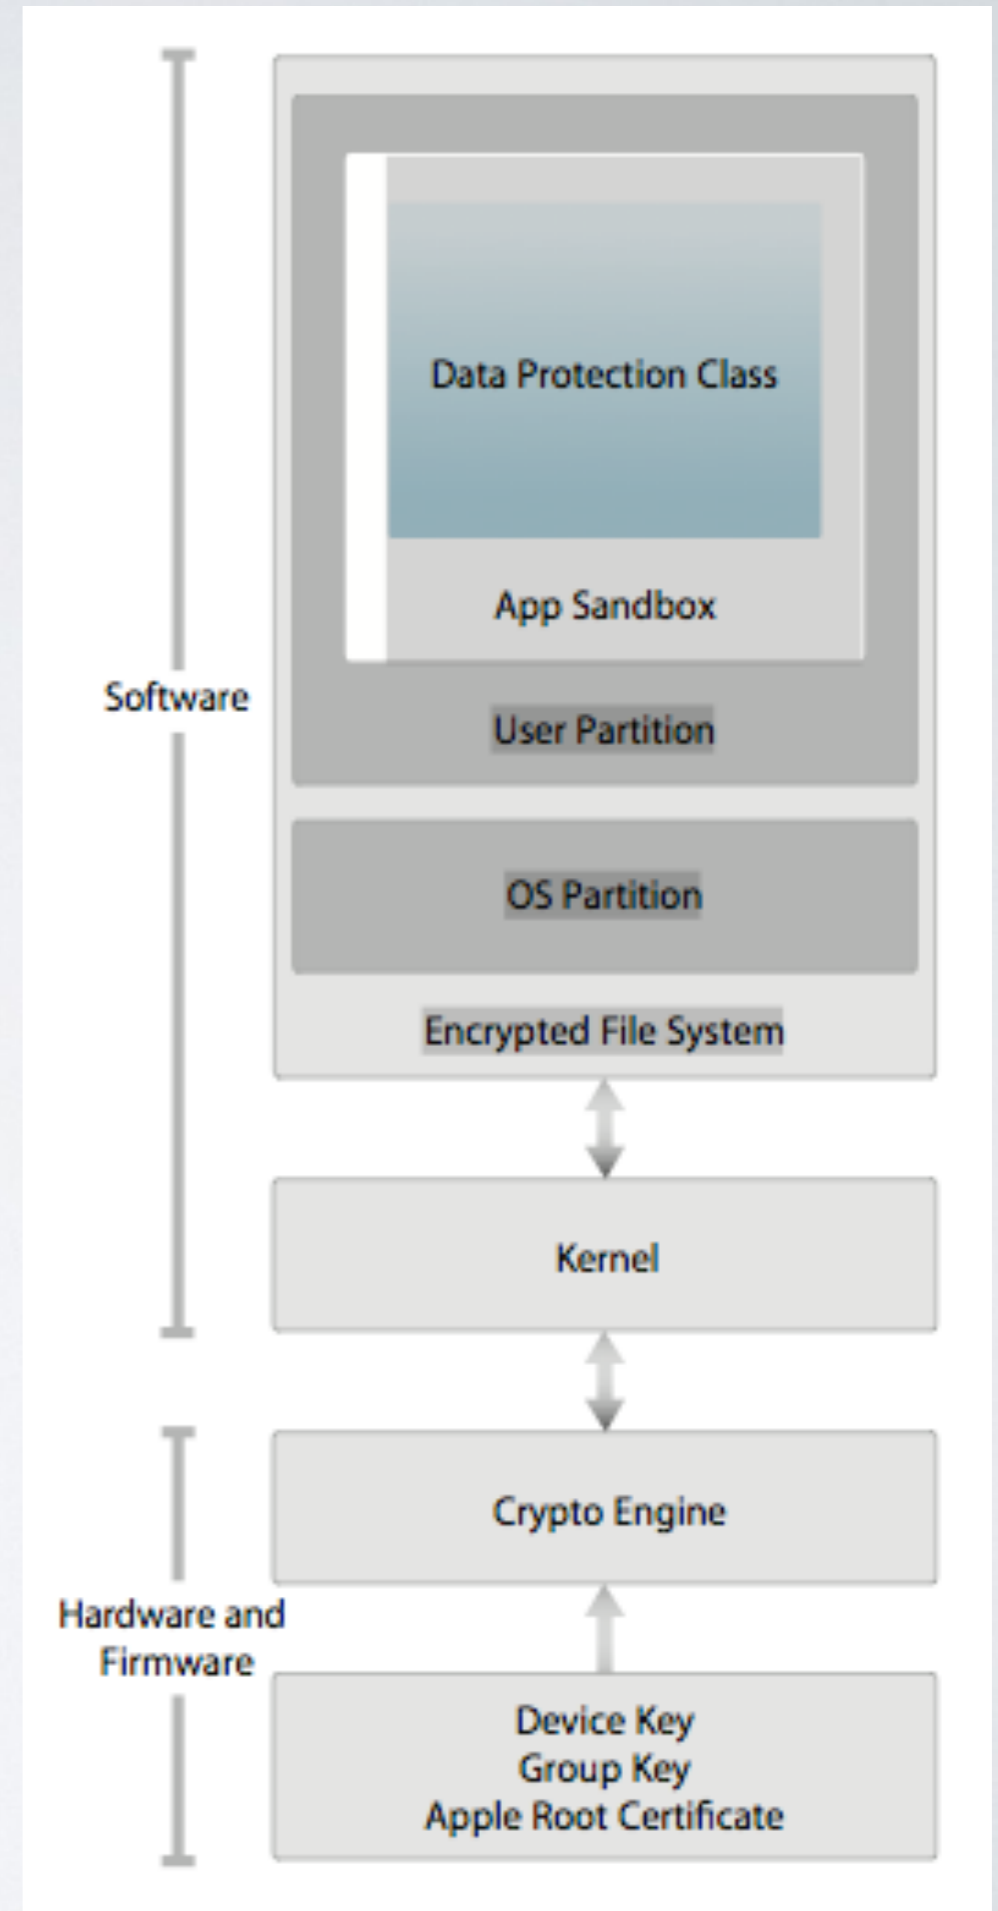 Data Protection Class
App Sandbox
Software
User Partition
OS Partition
Encrypted File System
Kernel
Crypto Engine
Hardware and
Firmware
Device Key
Group Key
Apple Root Certificate